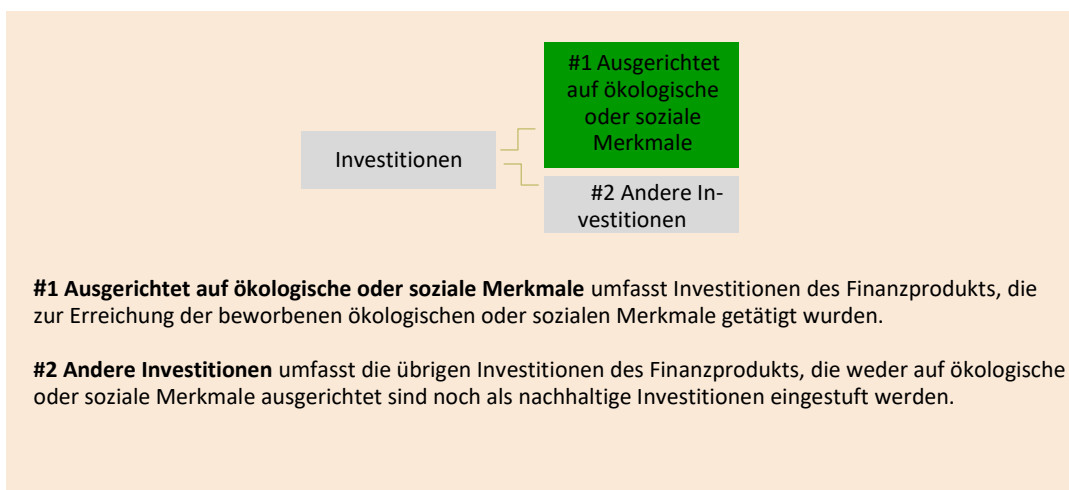 #1 Ausgerichtet
auf ökologische
oder soziale
Merkmale
Investitionen
#2 Andere In-
vestitionen
#1 Ausgerichtet auf ökologische oder soziale Merkmale umfasst Investitionen des Finanzprodukts, die
zur Erreichung der beworbenen ökologischen oder sozialen Merkmale getätigt wurden.
#2 Andere Investitionen umfasst die übrigen Investitionen des Finanzprodukts, die weder auf ökologische
oder soziale Merkmale ausgerichtet sind noch als nachhaltige Investitionen eingestuft werden.